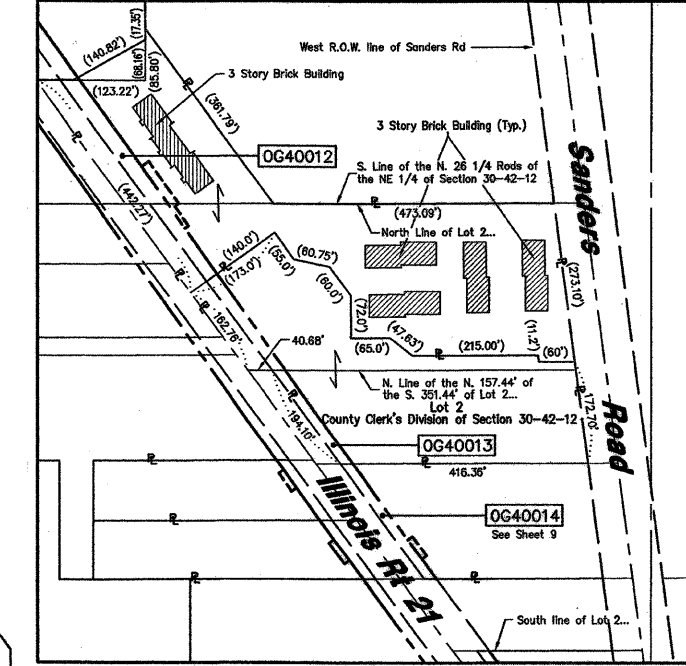 (17.35'
(140.82')
(68.16')
(85.80')
(123.22')
West R.O.W. line of Sanders Rd
3 Story Brick Building
(361.79')
3 Story Brick Building (Typ.)
0G40012
S. Line of the N. 26 1/4 Rods of
the NE 1/4 of Section 30-42-12
Sanders
(442.27')
(473.09')
North Line of Lot 2...
(140.0')
(173.0')
(55.0')
(60.75')
(60.0')
(273.10')
(72.0')
162.76'
40.68'
(65.0')
(47.63')
(215.00')
(11.2')
(60')
N. Line of the N. 157.44' of
the S. 351.44' of Lot 2...
Lot 2
County Clerk's Division of Section 30-42-12
172.70'
Road
194.10'
0G40013
416.36'
Illinois Rt 21
0G40014
See Sheet 9
South line of Lot 2...